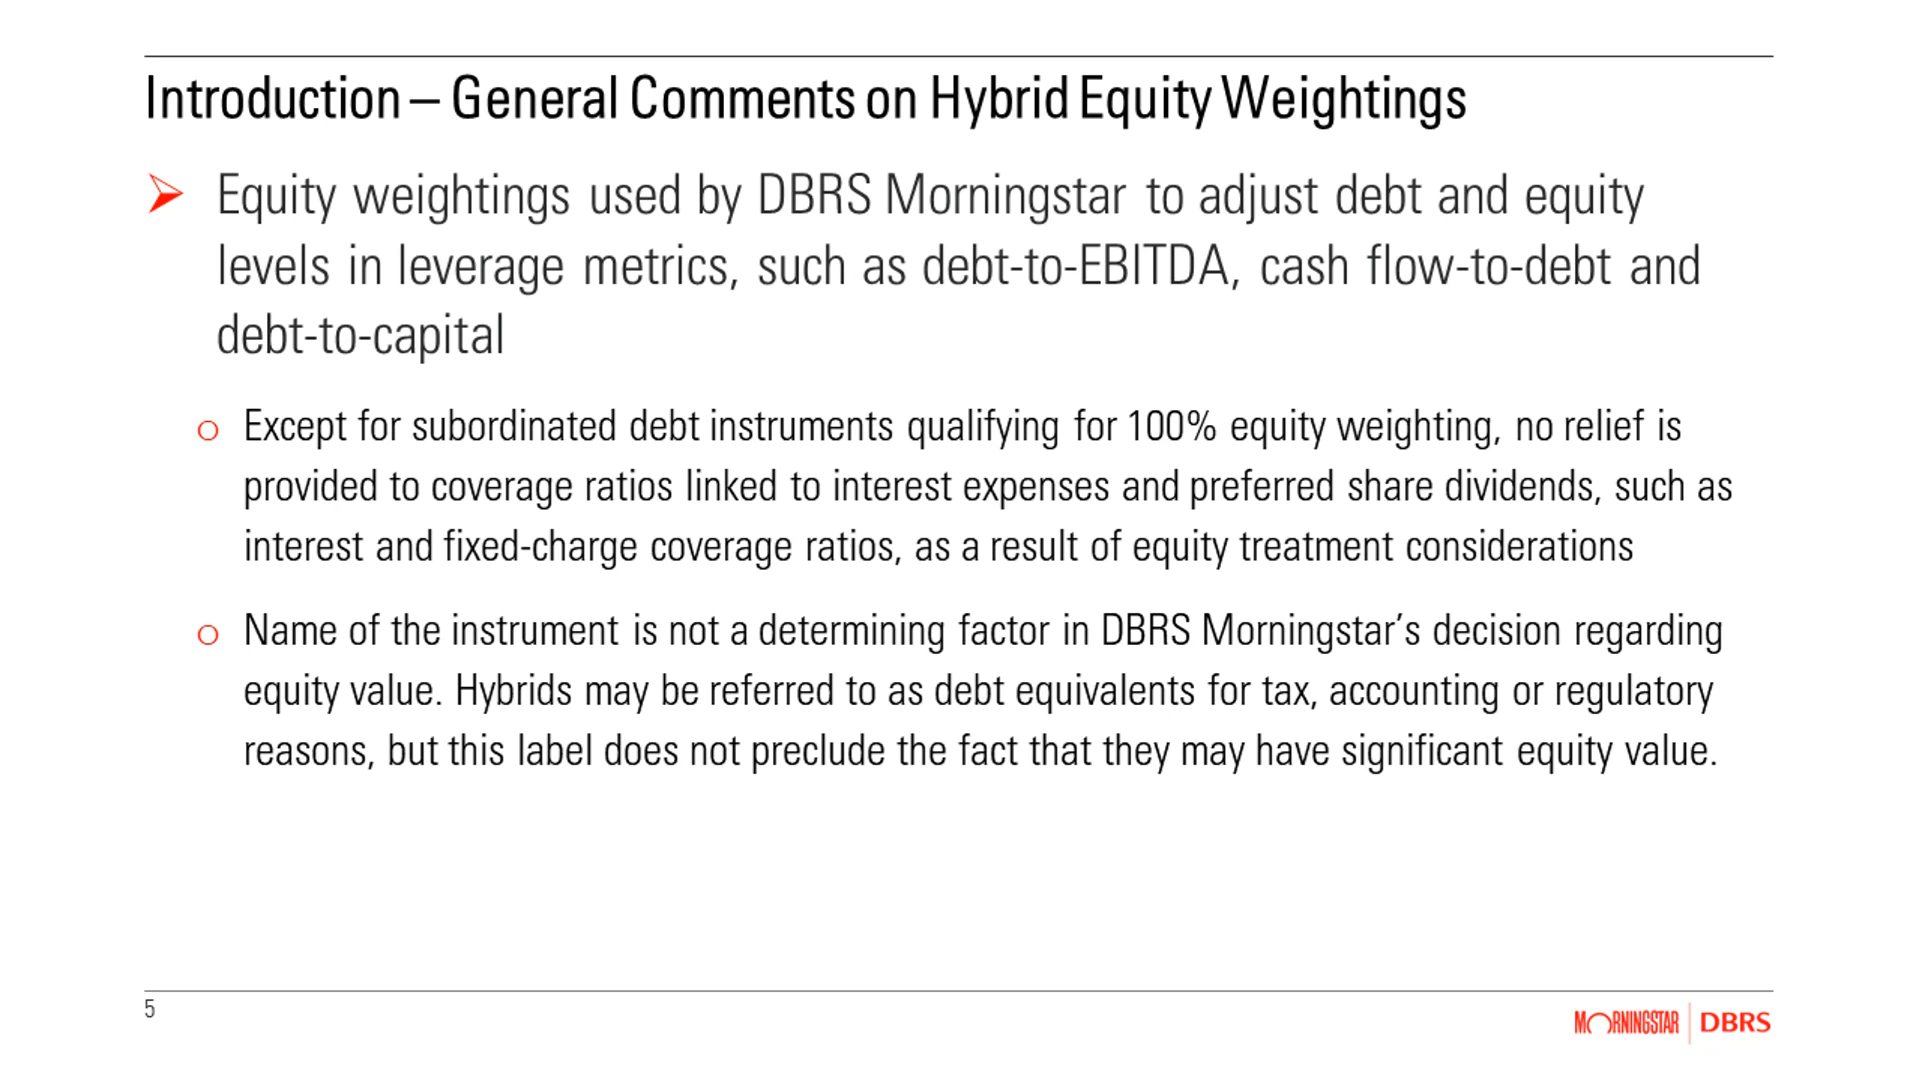 Introduction – General Comments on Hybrid Equity Weightings
Equity weightings used by DBRS Morningstar to adjust debt and equity
levels in leverage metrics, such as debt-to-EBITDA, cash flow-to-debt and
debt-to-capital
Except for subordinated debt instruments qualifying for 100% equity weighting, no relief is
provided to coverage ratios linked to interest expenses and preferred share dividends, such as
interest and fixed-charge coverage ratios, as a result of equity treatment considerations
Name of the instrument is not a determining factor in DBRS Morningstar's decision regarding
equity value. Hybrids may be referred to as debt equivalents for tax, accounting or regulatory
reasons, but this label does not preclude the fact that they may have significant equity value.
5
MORNINGSTAR DBRS